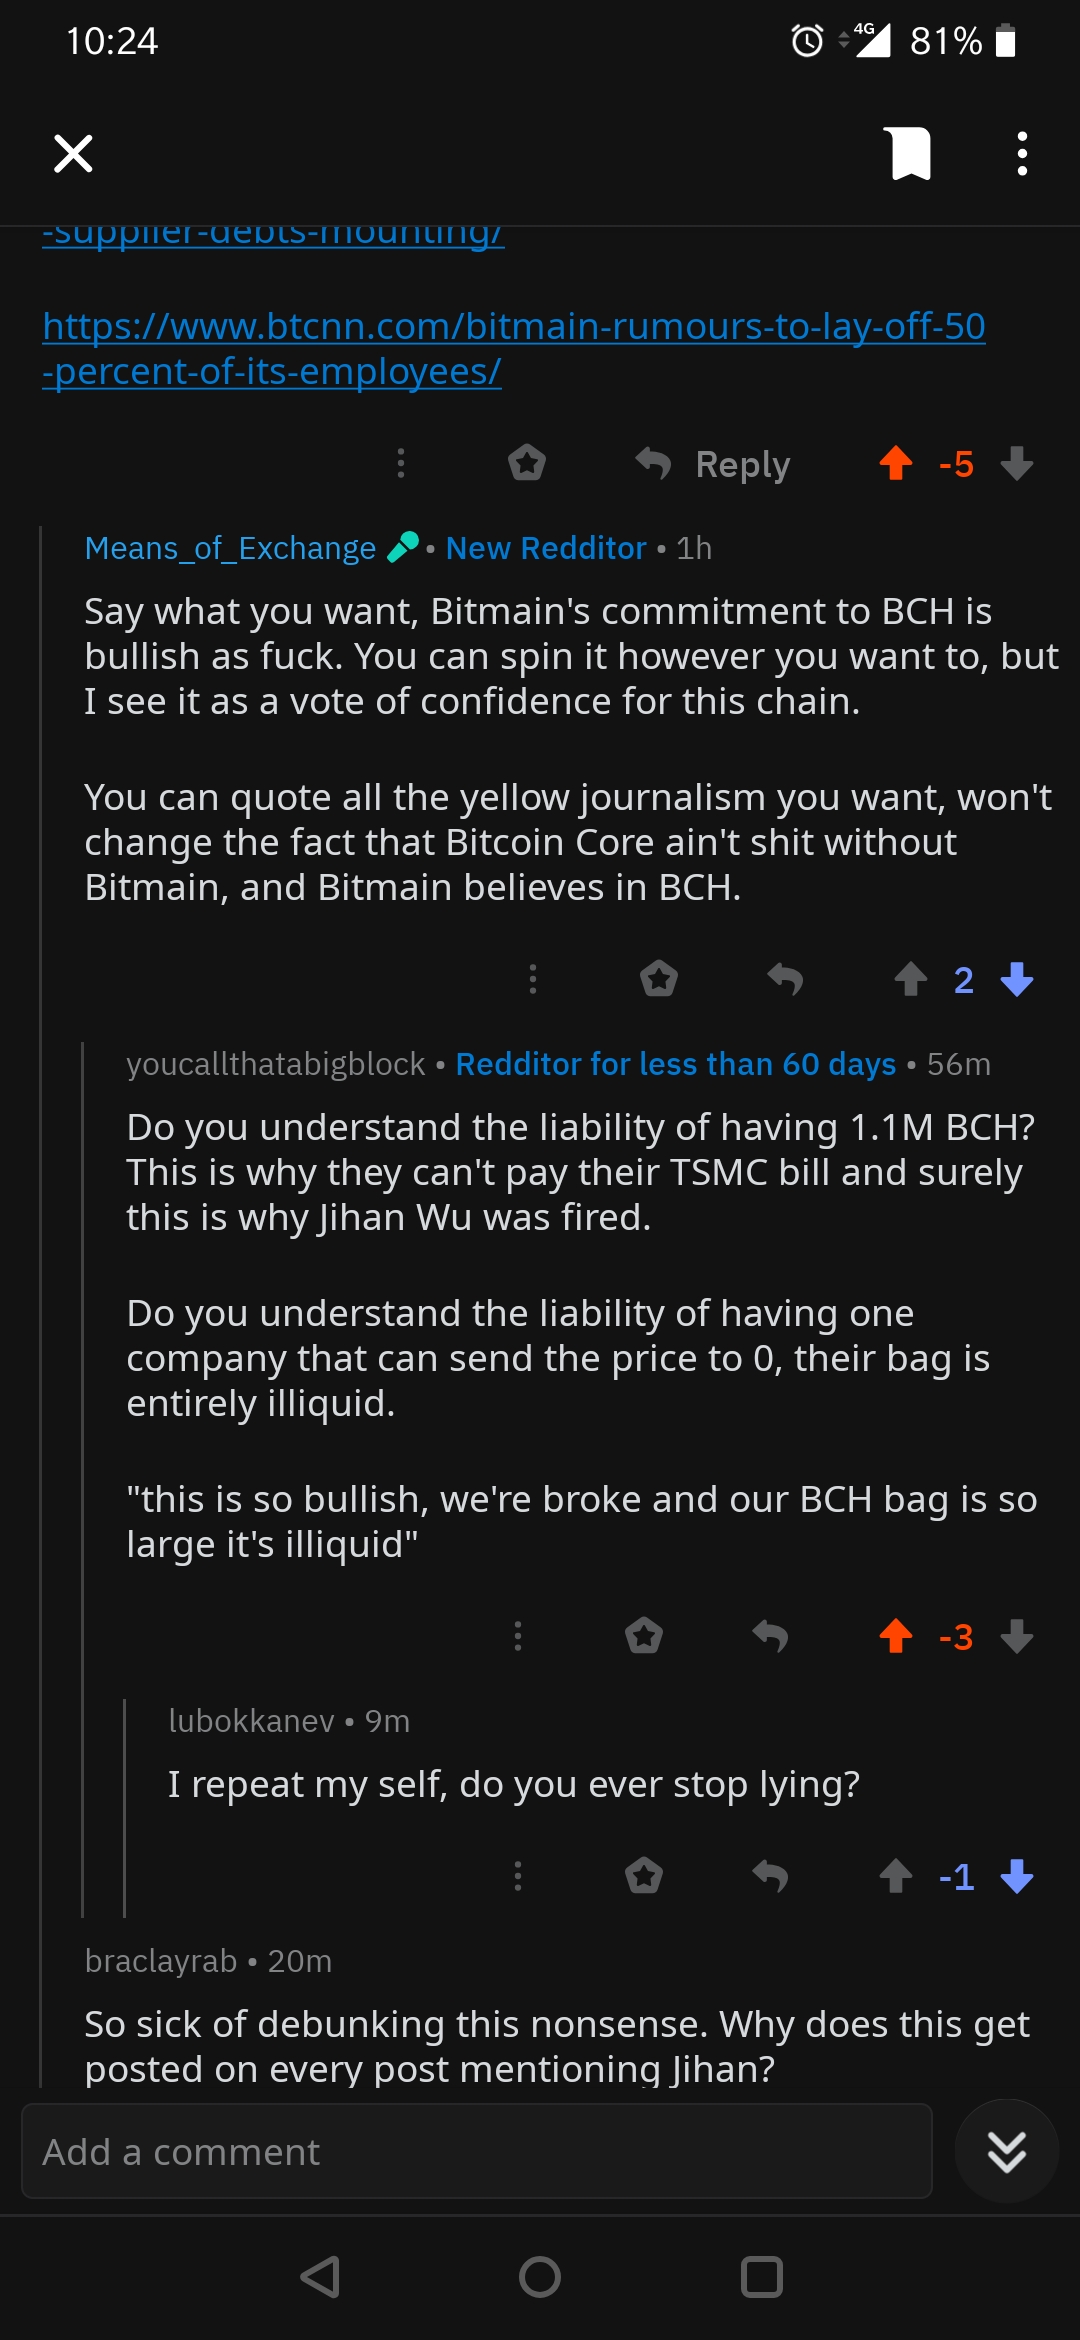 10:24
4G 81%
-supplier-debts-mounting/
https://www.btcnn.com/bitmain-rumours-to-lay-off-50
-percent-of-its-employees/
Reply -5
Means_of_Exchange • New Redditor • 1h
Say what you want, Bitmain's commitment to BCH is
bullish as fuck. You can spin it however you want to, but
I see it as a vote of confidence for this chain.
You can quote all the yellow journalism you want, won't
change the fact that Bitcoin Core ain't shit without
Bitmain, and Bitmain believes in BCH.
2
youcallthatabigblock • Redditor for less than 60 days • 56m
Do you understand the liability of having 1.1M BCH?
This is why they can't pay their TSMC bill and surely
this is why Jihan Wu was fired.
Do you understand the liability of having one
company that can send the price to 0, their bag is
entirely illiquid.
"this is so bullish, we're broke and our BCH bag is so
large it's illiquid"
-3
lubokkanev • 9m
I repeat my self, do you ever stop lying?
-1
braclayrab • 20m
So sick of debunking this nonsense. Why does this get
posted on every post mentioning Jihan?
Add a comment